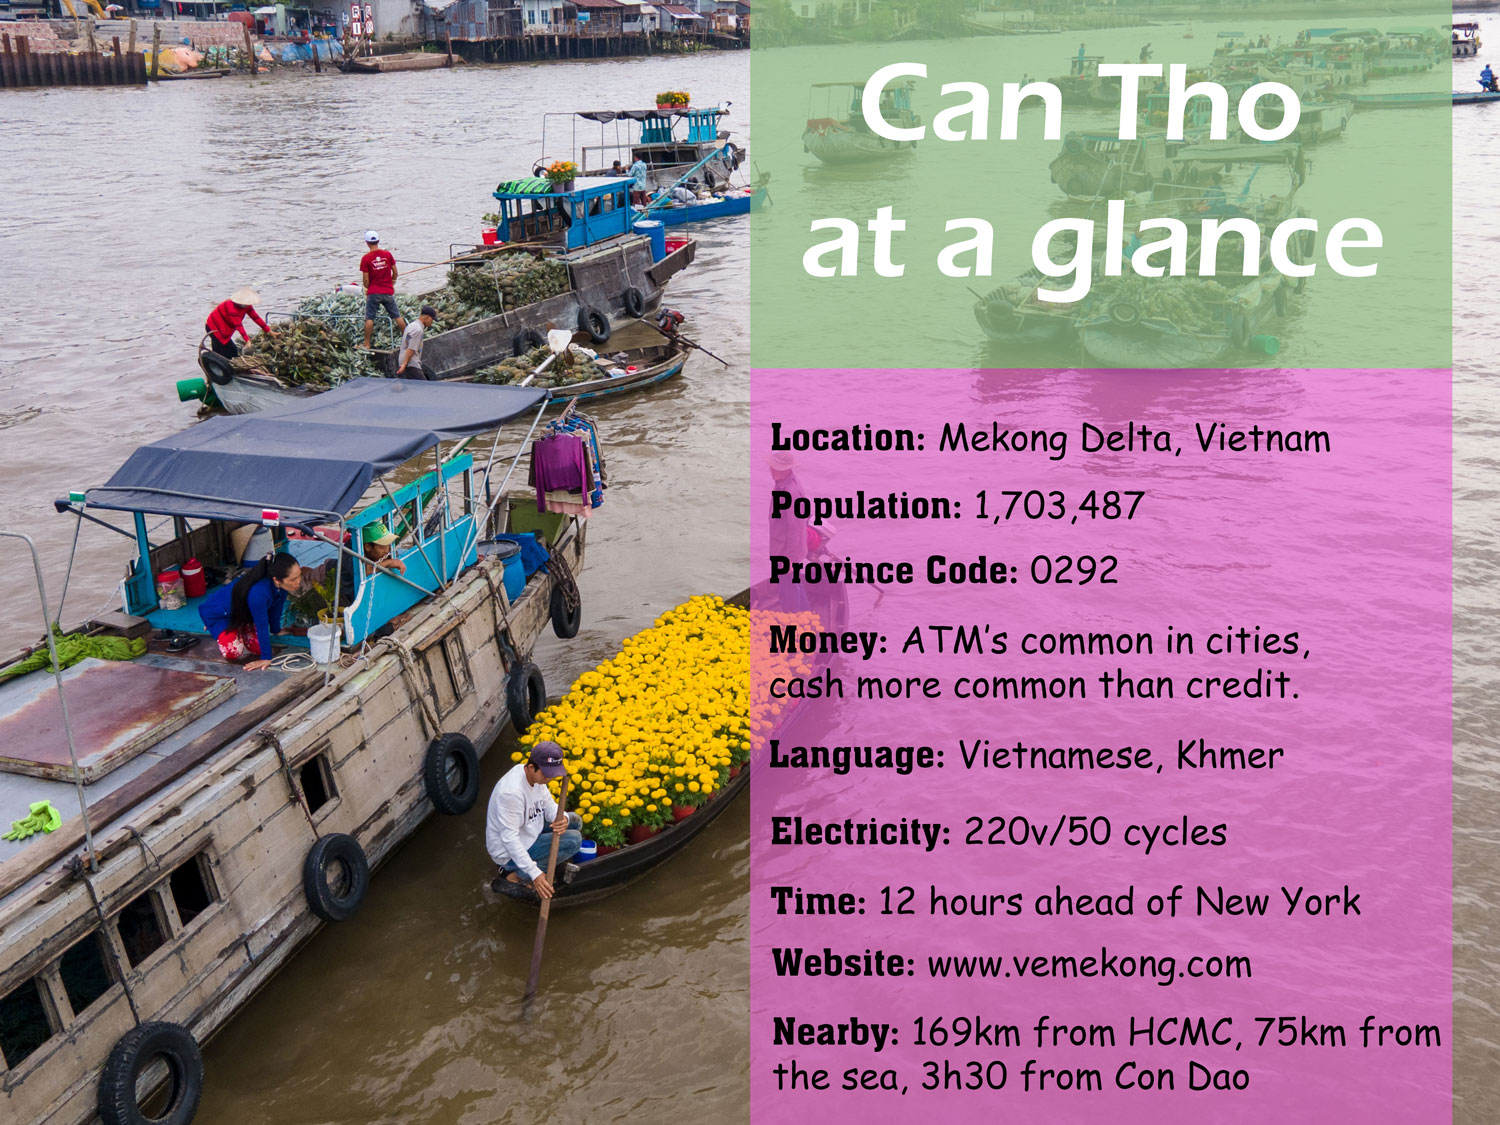 Can Tho
at a glance
Location: Mekong Delta, Vietnam
Population: 1,703,487
Province Code: 0292
Money: ATM's common in cities,
cash more common than credit.
Language: Vietnamese, Khmer
Electricity: 220v/50 cycles
Time: 12 hours ahead of New York
Website: www.vemekong.com
Nearby: 169km from HCMC, 75km from
the sea, 3h30 from Con Dao